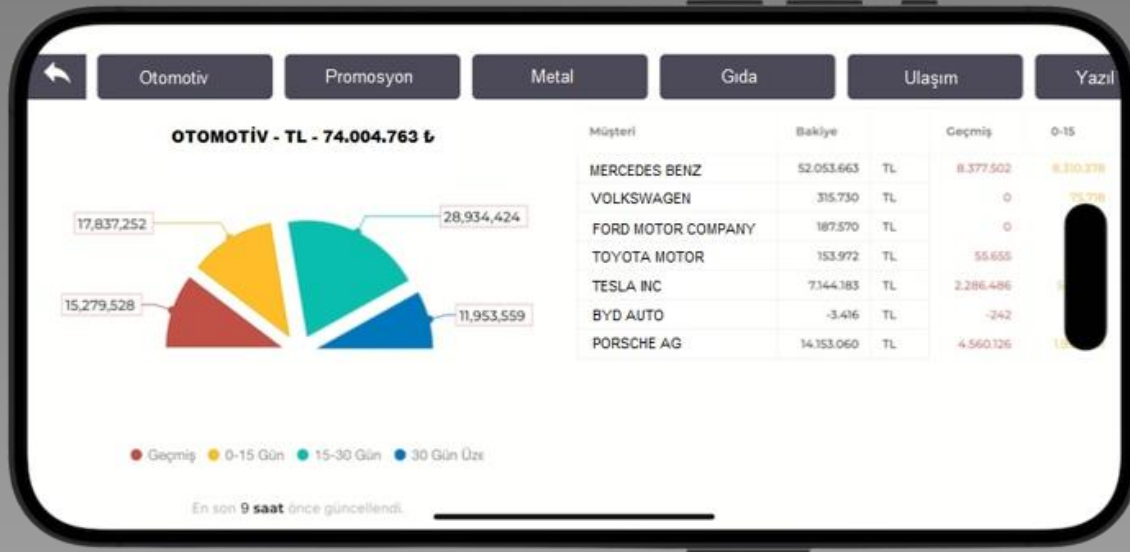 Otomotiv Promosyon Metal Gıda Ulaşım Yazıl
OTOMOTİV - TL - 74.004.763 ₺
17,837,252
28,934,424
15,279,528
11,953,559
Geçmiş 0-15 Gün 15-30 Gün 30 Gün Üze
En son 9 saat önce güncellendi.
Müşteri Bakiye Geçmiş 0-15
MERCEDES BENZ 52.053.663 TL 8.377.502 8.310.378
VOLKSWAGEN 315.730 TL 0
FORD MOTOR COMPANY 187.570 TL 0
TOYOTA MOTOR 153.972 TL 55.655
TESLA INC 7.144.183 TL 2.286.486
BYD AUTO -3.416 TL -242
PORSCHE AG 14.153.060 TL 4.560.126